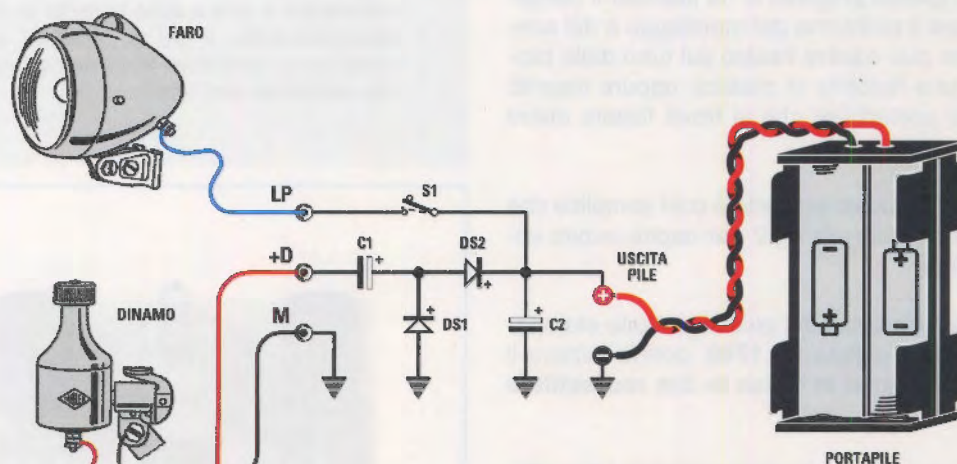 FARO
LP
S1
+D
C1
+
DS2
+
USCITA
PILE
+
-
M
DS1
+
C2
+
DINAMO
+
-
+
-
PORTAPILE